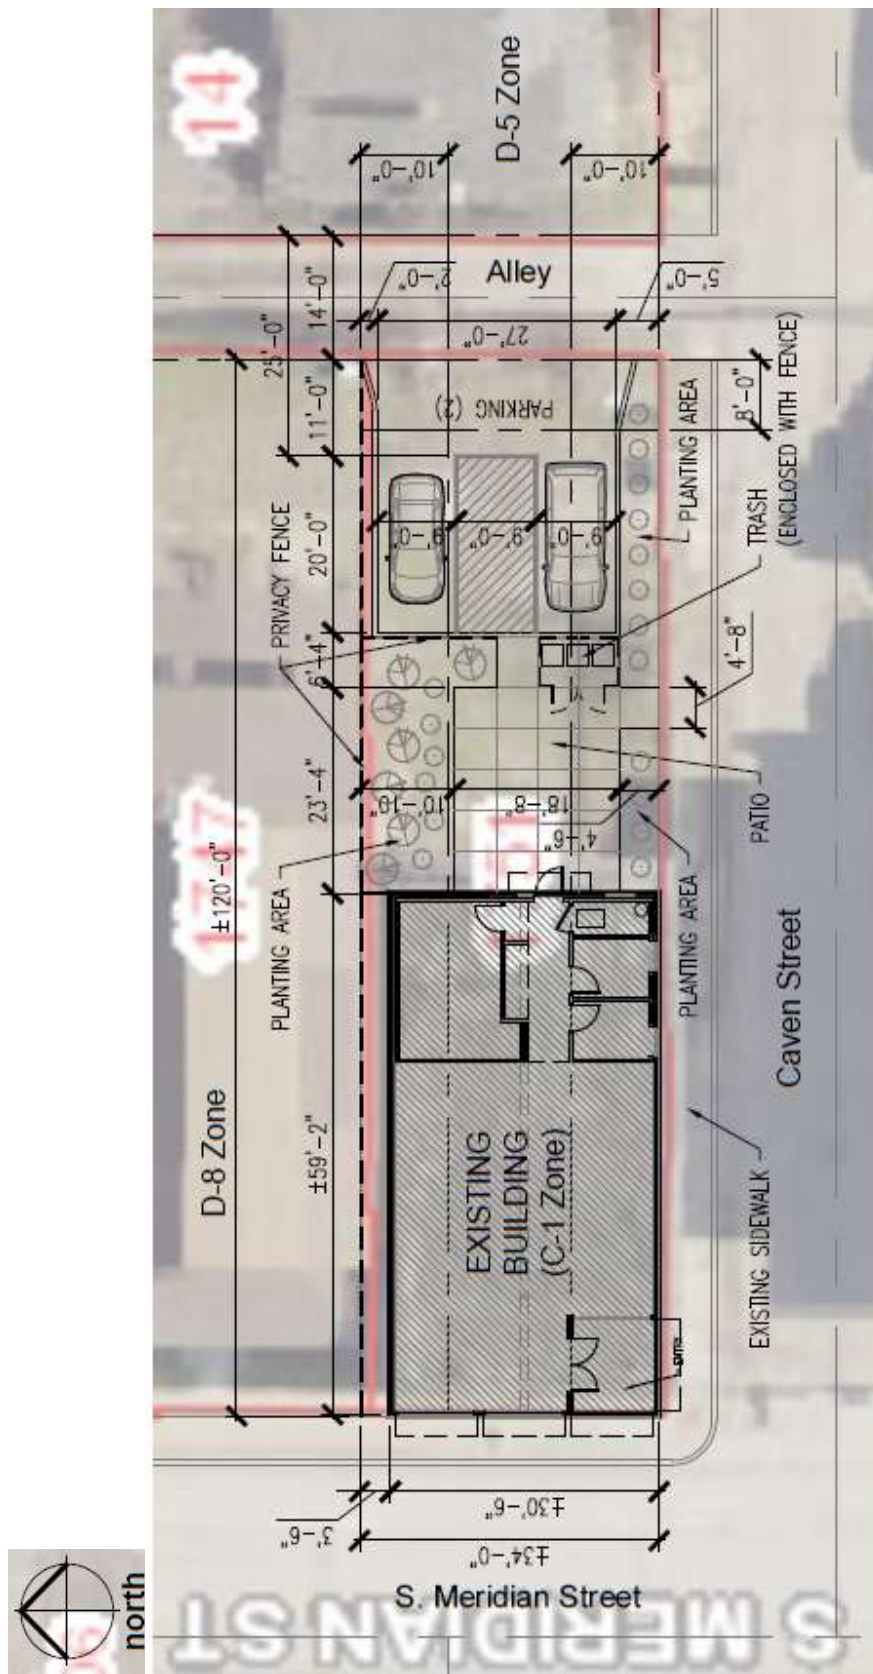 14
D-5 Zone
10'-0"
10'-0"
Alley
2'-0"
5'-0"
14'-0"
25'-0"
27'-0"
11'-0"
8'-0"
PARKING (2)
PLANTING AREA
TRASH
(ENCLOSED WITH FENCE)
PRIVACY FENCE
20'-0"
9'-0"
9'-0"
9'-0"
6'-4"
4'-8"
23'-4"
10'-10"
18'-8"
4'-6"
PATIO
±120'-0"
PLANTING AREA
PLANTING AREA
Caven Street
D-8 Zone
±59'-2"
EXISTING
BUILDING
(C-1 Zone)
EXISTING SIDEWALK
3'-6"
±30'-6"
±34'-0"
S. Meridian Street
S MERIDIAN ST
north